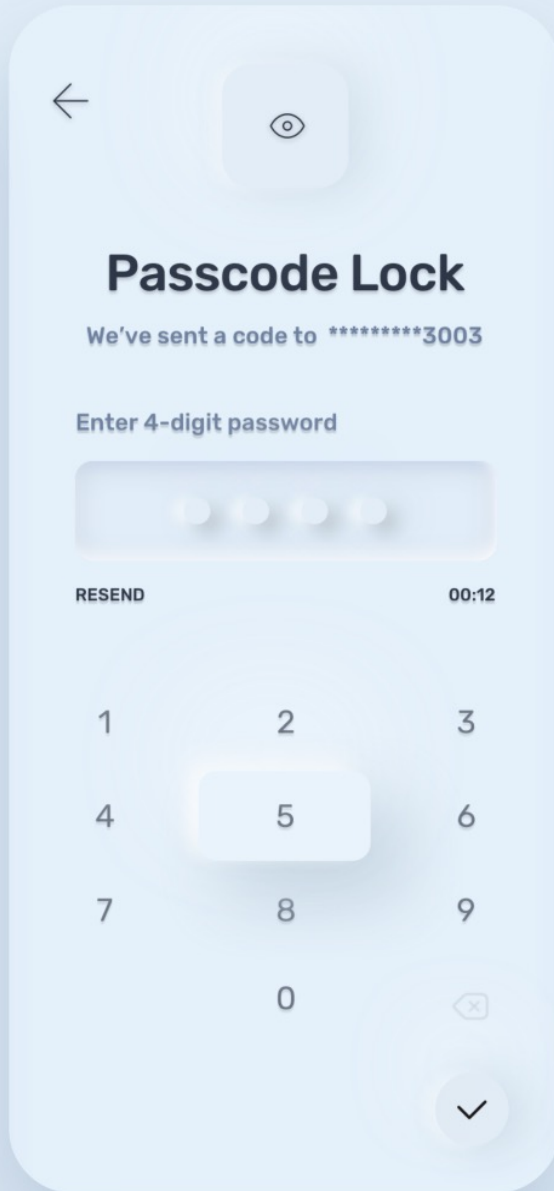 Passcode Lock
We've sent a code to *********3003
Enter 4-digit password
RESEND 00:12
1 2 3
4 5 6
7 8 9
0